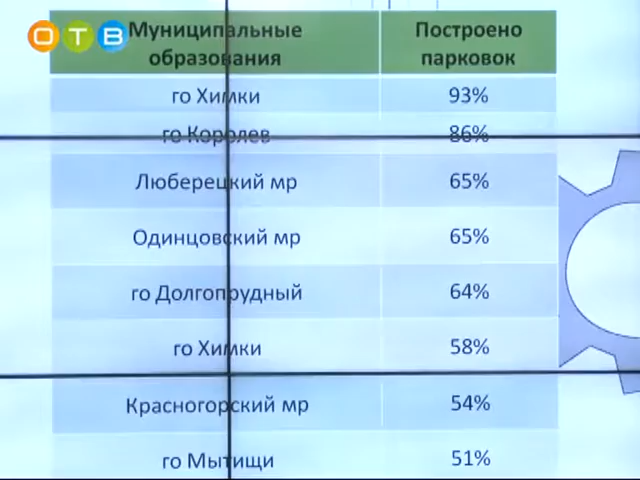 ОТВ
Муниципальные образования Построено парковок
го Химки 93%
го Королев 86%
Люберецкий мр 65%
Одинцовский мр 65%
го Долгопрудный 64%
го Химки 58%
Красногорский мр 54%
го Мытищи 51%